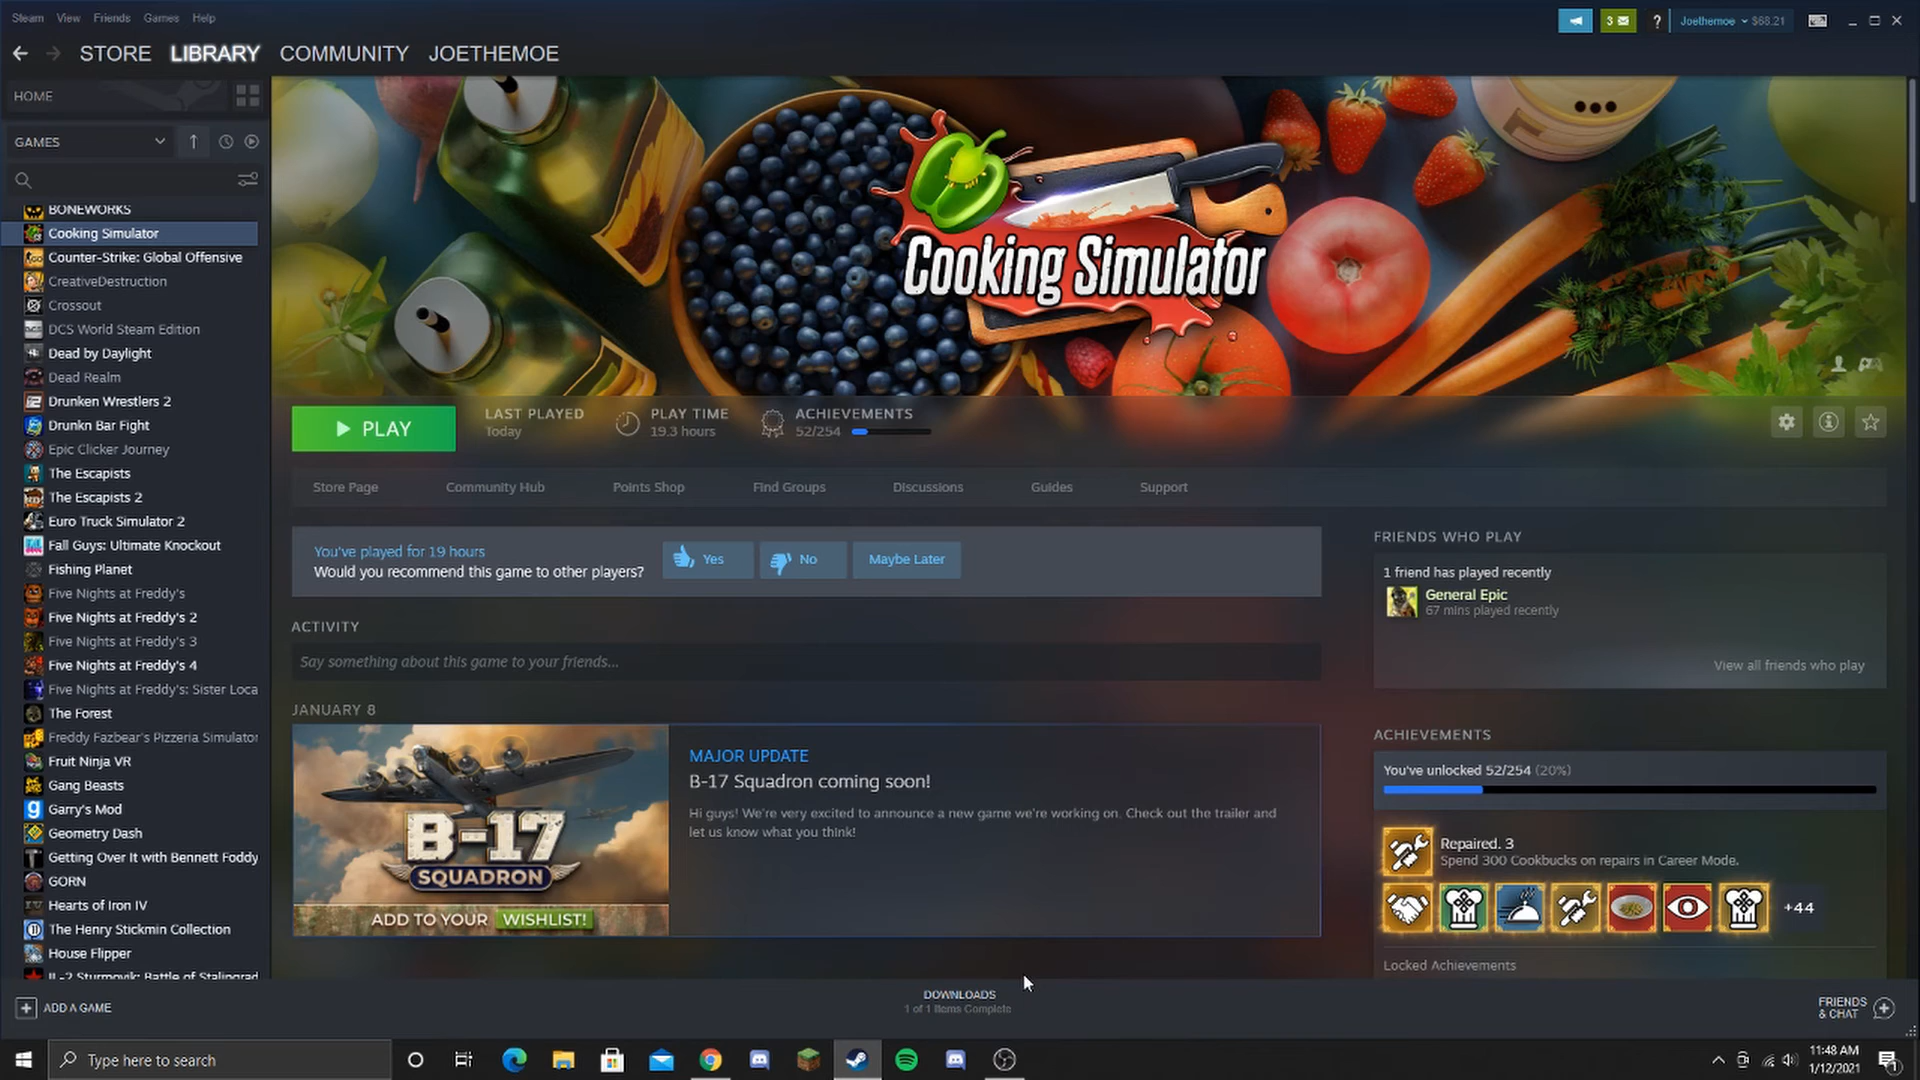 Steam View Friends Games Help
3 ? Joethemoe $68.21
STORE LIBRARY COMMUNITY JOETHEMOE
HOME
GAMES
BONEWORKS
Cooking Simulator
Counter-Strike: Global Offensive
CreativeDestruction
Crossout
DCS World Steam Edition
Dead by Daylight
Dead Realm
Drunken Wrestlers 2
Drunkn Bar Fight
Epic Clicker Journey
The Escapists
The Escapists 2
Euro Truck Simulator 2
Fall Guys: Ultimate Knockout
Fishing Planet
Five Nights at Freddy's
Five Nights at Freddy's 2
Five Nights at Freddy's 3
Five Nights at Freddy's 4
Five Nights at Freddy's: Sister Loca
The Forest
Freddy Fazbear's Pizzeria Simulator
Fruit Ninja VR
Gang Beasts
Garry's Mod
Geometry Dash
Getting Over It with Bennett Foddy
GORN
Hearts of Iron IV
The Henry Stickmin Collection
House Flipper
IL-2 Sturmovik: Battle of Stalingrad
ADD A GAME
Cooking Simulator
PLAY
LAST PLAYED
Today
PLAY TIME
19.3 hours
ACHIEVEMENTS
52/254
Store Page Community Hub Points Shop Find Groups Discussions Guides Support
You've played for 19 hours
Would you recommend this game to other players?
Yes No Maybe Later
ACTIVITY
Say something about this game to your friends...
JANUARY 8
B-17
SQUADRON
ADD TO YOUR WISHLIST!
MAJOR UPDATE
B-17 Squadron coming soon!
Hi guys! We're very excited to announce a new game we're working on. Check out the trailer and
let us know what you think!
FRIENDS WHO PLAY
1 friend has played recently
General Epic
67 mins played recently
View all friends who play
ACHIEVEMENTS
You've unlocked 52/254 (20%)
Repaired. 3
Spend 300 Cookbucks on repairs in Career Mode.
+44
Locked Achievements
DOWNLOADS
1 of 1 Items Complete
FRIENDS
& CHAT
Type here to search
11:48 AM
1/12/2021
1